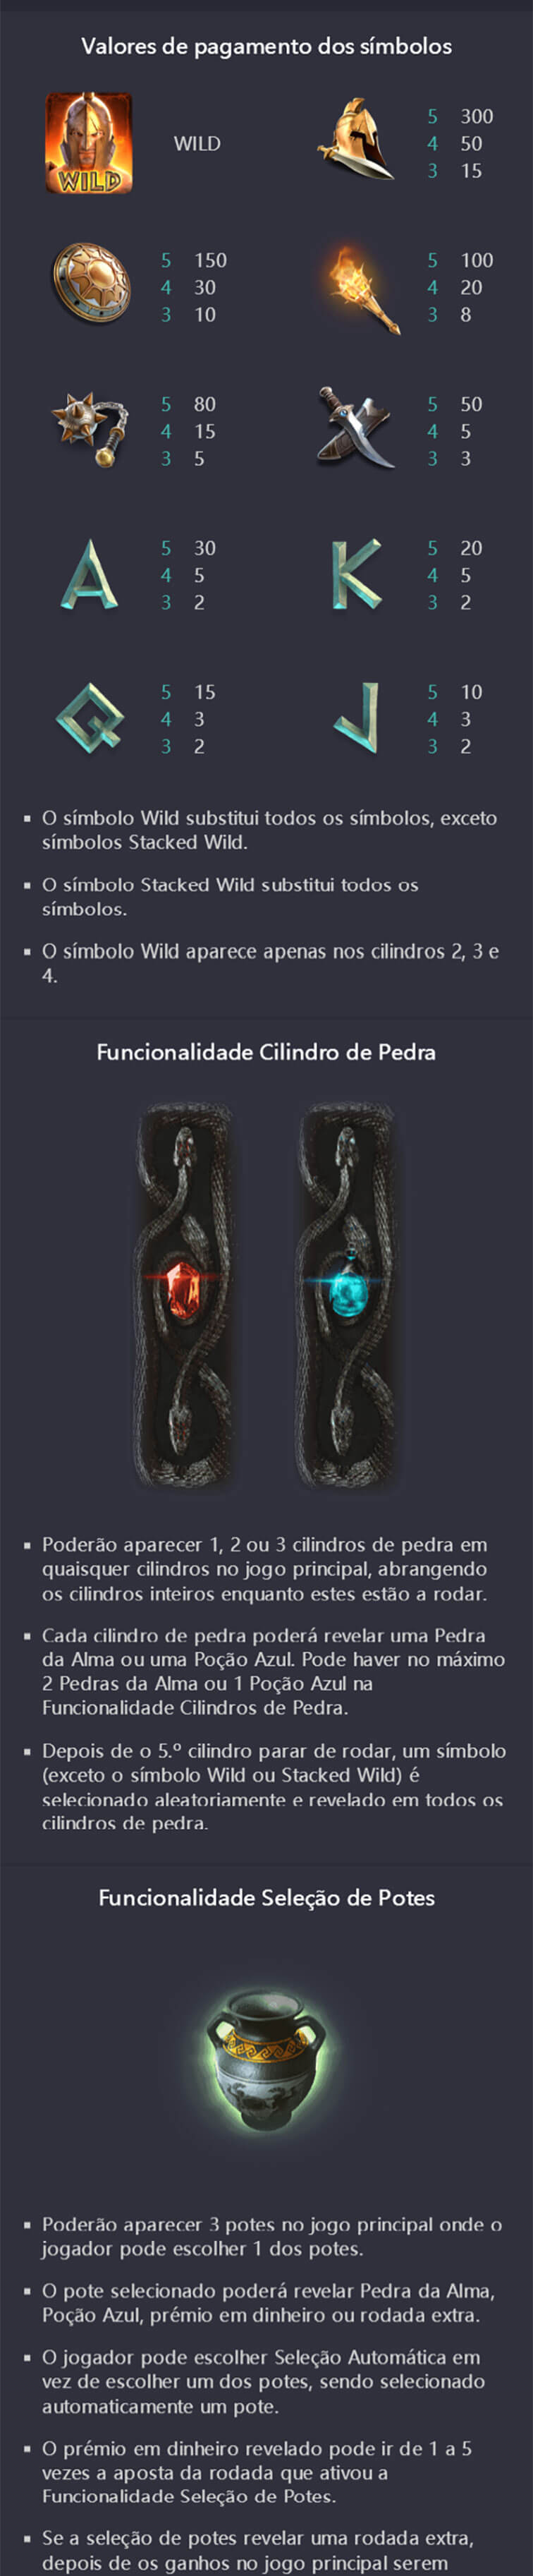 Valores de pagamento dos símbolos
WILD
WILD
5 300
4 50
3 15
5 150
4 30
3 10
5 100
4 20
3 8
5 80
4 15
3 5
5 50
4 5
3 3
A
5 30
4 5
3 2
K
5 20
4 5
3 2
Q
5 15
4 3
3 2
J
5 10
4 3
3 2
▪ O símbolo Wild substitui todos os símbolos, exceto
símbolos Stacked Wild.
▪ O símbolo Stacked Wild substitui todos os
símbolos.
▪ O símbolo Wild aparece apenas nos cilindros 2, 3 e
4.
Funcionalidade Cilindro de Pedra
▪ Poderão aparecer 1, 2 ou 3 cilindros de pedra em
quaisquer cilindros no jogo principal, abrangendo
os cilindros inteiros enquanto estes estão a rodar.
▪ Cada cilindro de pedra poderá revelar uma Pedra
da Alma ou uma Poção Azul. Pode haver no máximo
2 Pedras da Alma ou 1 Poção Azul na
Funcionalidade Cilindros de Pedra.
▪ Depois de o 5.º cilindro parar de rodar, um símbolo
(exceto o símbolo Wild ou Stacked Wild) é
selecionado aleatoriamente e revelado em todos os
cilindros de pedra.
Funcionalidade Seleção de Potes
▪ Poderão aparecer 3 potes no jogo principal onde o
jogador pode escolher 1 dos potes.
▪ O pote selecionado poderá revelar Pedra da Alma,
Poção Azul, prémio em dinheiro ou rodada extra.
▪ O jogador pode escolher Seleção Automática em
vez de escolher um dos potes, sendo selecionado
automaticamente um pote.
▪ O prémio em dinheiro revelado pode ir de 1 a 5
vezes a aposta da rodada que ativou a
Funcionalidade Seleção de Potes.
▪ Se a seleção de potes revelar uma rodada extra,
depois de os ganhos no jogo principal serem